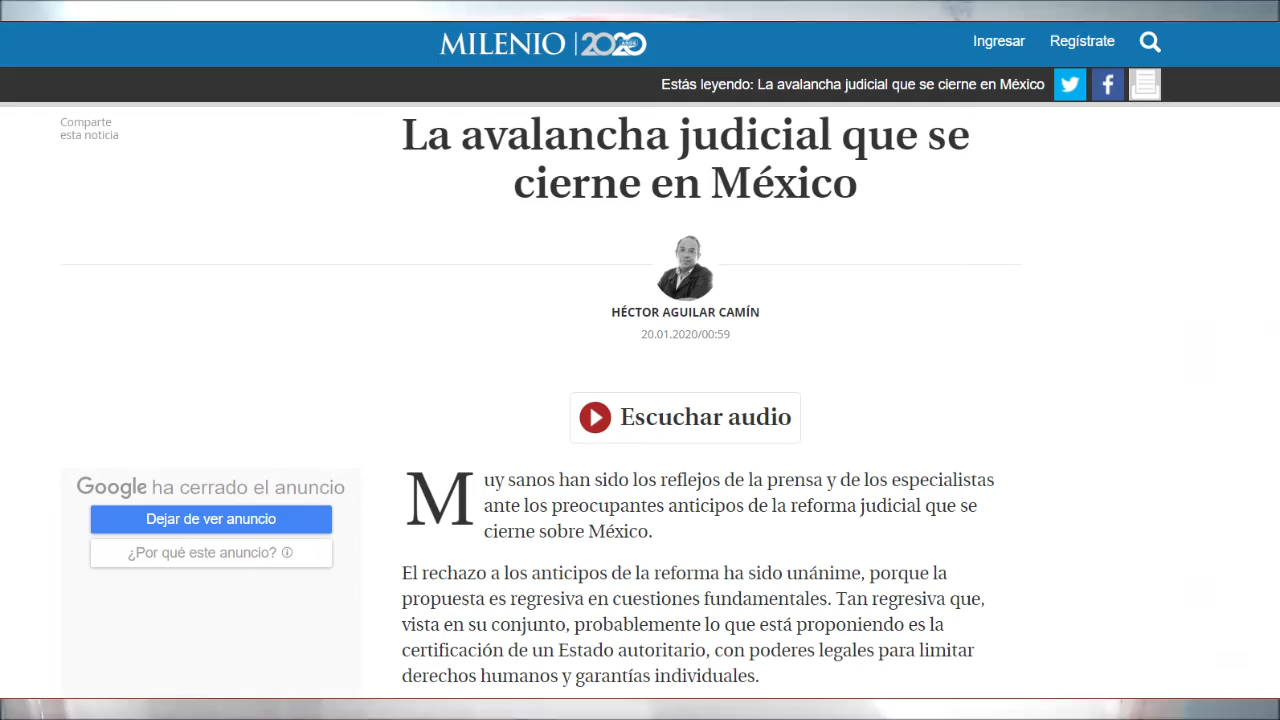 MILENIO | 2020 AÑOS
Ingresar Regístrate
Estás leyendo: La avalancha judicial que se cierne en México
Comparte
esta noticia
La avalancha judicial que se
cierne en México
HÉCTOR AGUILAR CAMÍN
20.01.2020/00:59
Escuchar audio
Google ha cerrado el anuncio
Dejar de ver anuncio
¿Por qué este anuncio?
Muy sanos han sido los reflejos de la prensa y de los especialistas
ante los preocupantes anticipos de la reforma judicial que se
cierne sobre México.
El rechazo a los anticipos de la reforma ha sido unánime, porque la
propuesta es regresiva en cuestiones fundamentales. Tan regresiva que,
vista en su conjunto, probablemente lo que está proponiendo es la
certificación de un Estado autoritario, con poderes legales para limitar
derechos humanos y garantías individuales.